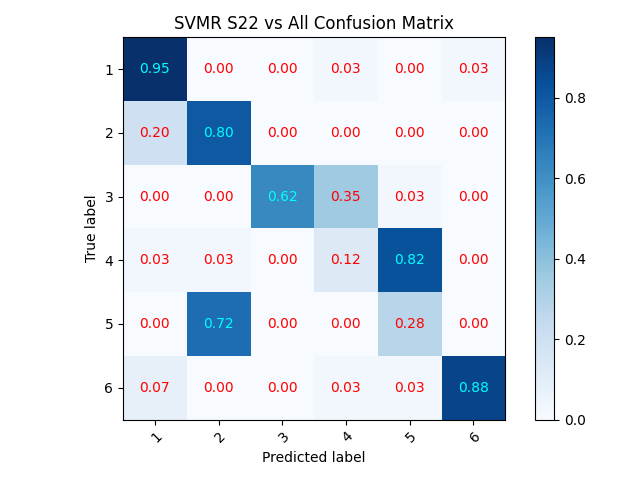 SVMR S22 vs All Confusion Matrix
True label
1 0.95 0.00 0.00 0.03 0.00 0.03
2 0.20 0.80 0.00 0.00 0.00 0.00
3 0.00 0.00 0.62 0.35 0.03 0.00
4 0.03 0.03 0.00 0.12 0.82 0.00
5 0.00 0.72 0.00 0.00 0.28 0.00
6 0.07 0.00 0.00 0.03 0.03 0.88
1 2 3 4 5 6
Predicted label
0.8
0.6
0.4
0.2
0.0